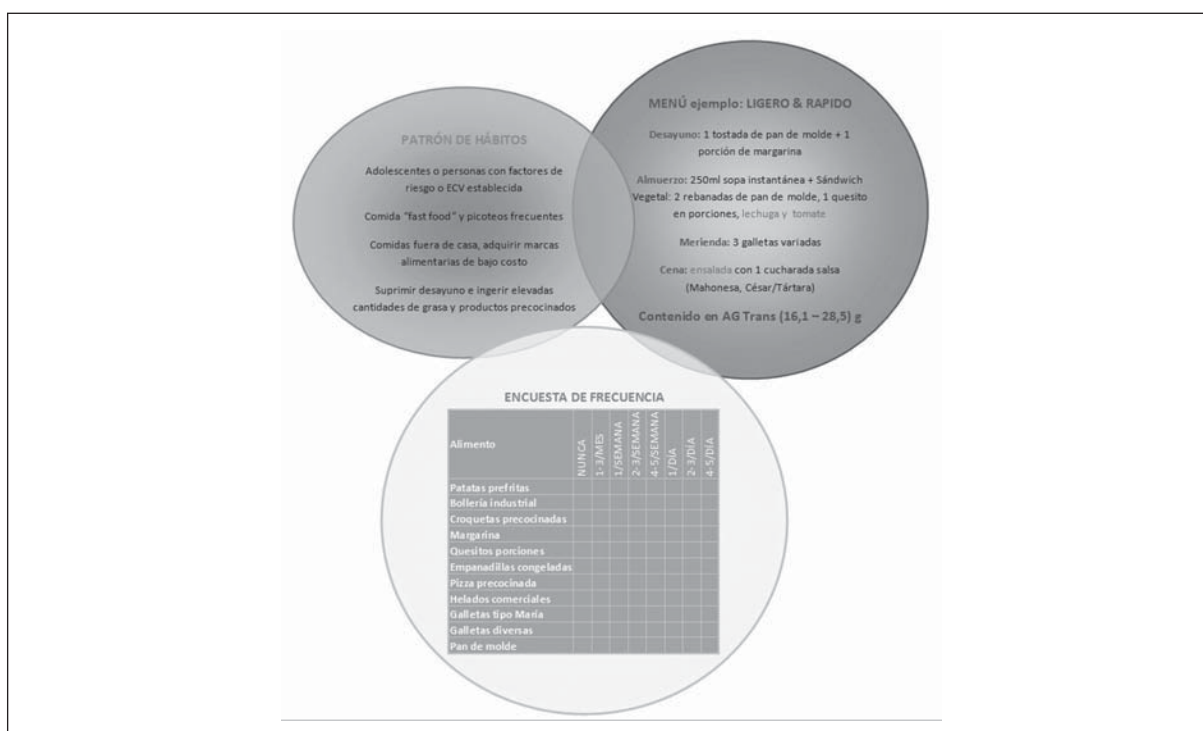 PATRÓN DE HÁBITOS
Adolescentes o personas con factores de
riesgo o ECV establecida
Comida "fast food" y picoteos frecuentes
Comidas fuera de casa, adquirir marcas
alimentarias de bajo costo
Suprimir desayuno e ingerir elevadas
cantidades de grasa y productos precocinados
MENÚ ejemplo: LIGERO & RAPIDO
Desayuno: 1 tostada de pan de molde + 1
porción de margarina
Almuerzo: 250ml sopa instantánea + Sándwich
Vegetal: 2 rebanadas de pan de molde, 1 quesito
en porciones, lechuga y tomate
Merienda: 3 galletas variadas
Cena: ensalada con 1 cucharada salsa
(Mahonesa, César/Tártara)
Contenido en AG Trans (16,1 – 28,5) g
ENCUESTA DE FRECUENCIA
Alimento
NUNCA
1- 3/MES
1/SEMANA
2- 3/SEMANA
4- 5/SEMANA
1/DÍA
2- 3/DÍA
4- 5/DÍA
Patatas prefritas
Bollería industrial
Croquetas precocinadas
Margarina
Quesitos porciones
Empanadillas congeladas
Pizza precocinada
Helados comerciales
Galletas tipo María
Galletas diversas
Pan de molde